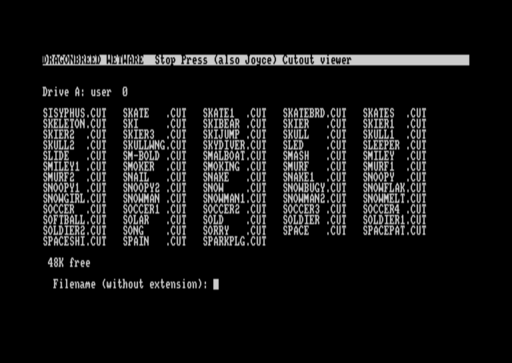 DRAGONBREED WETWARE  Stop Press (also Joyce) Cutout viewer
Drive A: user  0
SISYPHUS.CUT  SKATE   .CUT  SKATE1  .CUT  SKATEBRD.CUT  SKATES  .CUT
SKELETON.CUT  SKI     .CUT  SKIBEAR .CUT  SKIER   .CUT  SKIER1  .CUT
SKIER2  .CUT  SKIER3  .CUT  SKIJUMP .CUT  SKULL   .CUT  SKULL1  .CUT
SKULL2  .CUT  SKULLWNG.CUT  SKYDIVER.CUT  SLED    .CUT  SLEEPER .CUT
SLIDE   .CUT  SM-BOLD .CUT  SMALBOAT.CUT  SMASH   .CUT  SMILEY  .CUT
SMILEY1 .CUT  SMOKER  .CUT  SMOKING .CUT  SMURF   .CUT  SMURF1  .CUT
SMURF2  .CUT  SNAIL   .CUT  SNAKE   .CUT  SNAKE1  .CUT  SNOOPY  .CUT
SNOOPY1 .CUT  SNOOPY2 .CUT  SNOW    .CUT  SNOWBUGY.CUT  SNOWFLAK.CUT
SNOWGIRL.CUT  SNOWMAN .CUT  SNOWMAN1.CUT  SNOWMAN2.CUT  SNOWMELT.CUT
SOCCER  .CUT  SOCCER1 .CUT  SOCCER2 .CUT  SOCCER3 .CUT  SOCCER4 .CUT
SOFTBALL.CUT  SOLAR   .CUT  SOLD    .CUT  SOLDIER .CUT  SOLDIER1.CUT
SOLDIER2.CUT  SONG    .CUT  SORRY   .CUT  SPACE   .CUT  SPACEPAT.CUT
SPACESHI.CUT  SPAIN   .CUT  SPARKPLG.CUT
48K free
Filename (without extension):